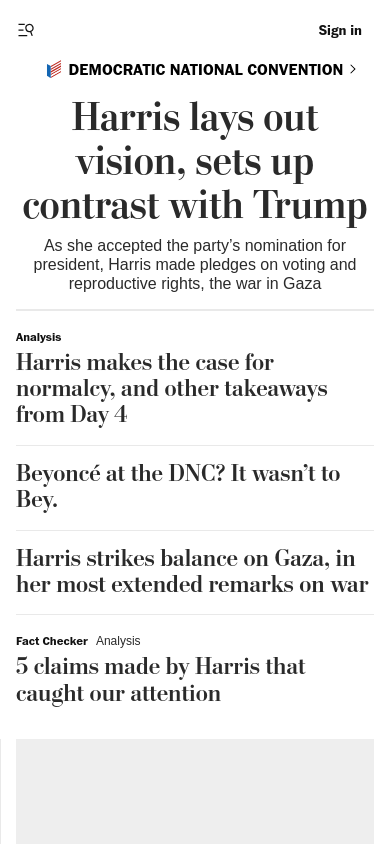 Sign in
DEMOCRATIC NATIONAL CONVENTION
Harris lays out
vision, sets up
contrast with Trump
As she accepted the party’s nomination for
president, Harris made pledges on voting and
reproductive rights, the war in Gaza
Analysis
Harris makes the case for
normalcy, and other takeaways
from Day 4
Beyoncé at the DNC? It wasn’t to
Bey.
Harris strikes balance on Gaza, in
her most extended remarks on war
Fact Checker Analysis
5 claims made by Harris that
caught our attention